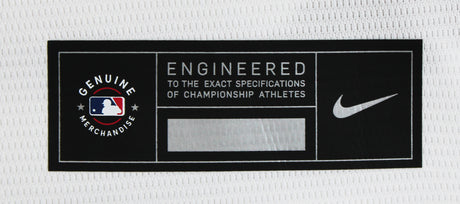 GENUINE
MERCHANDISE
ENGINEERED
TO THE EXACT SPECIFICATIONS
OF CHAMPIONSHIP ATHLETES